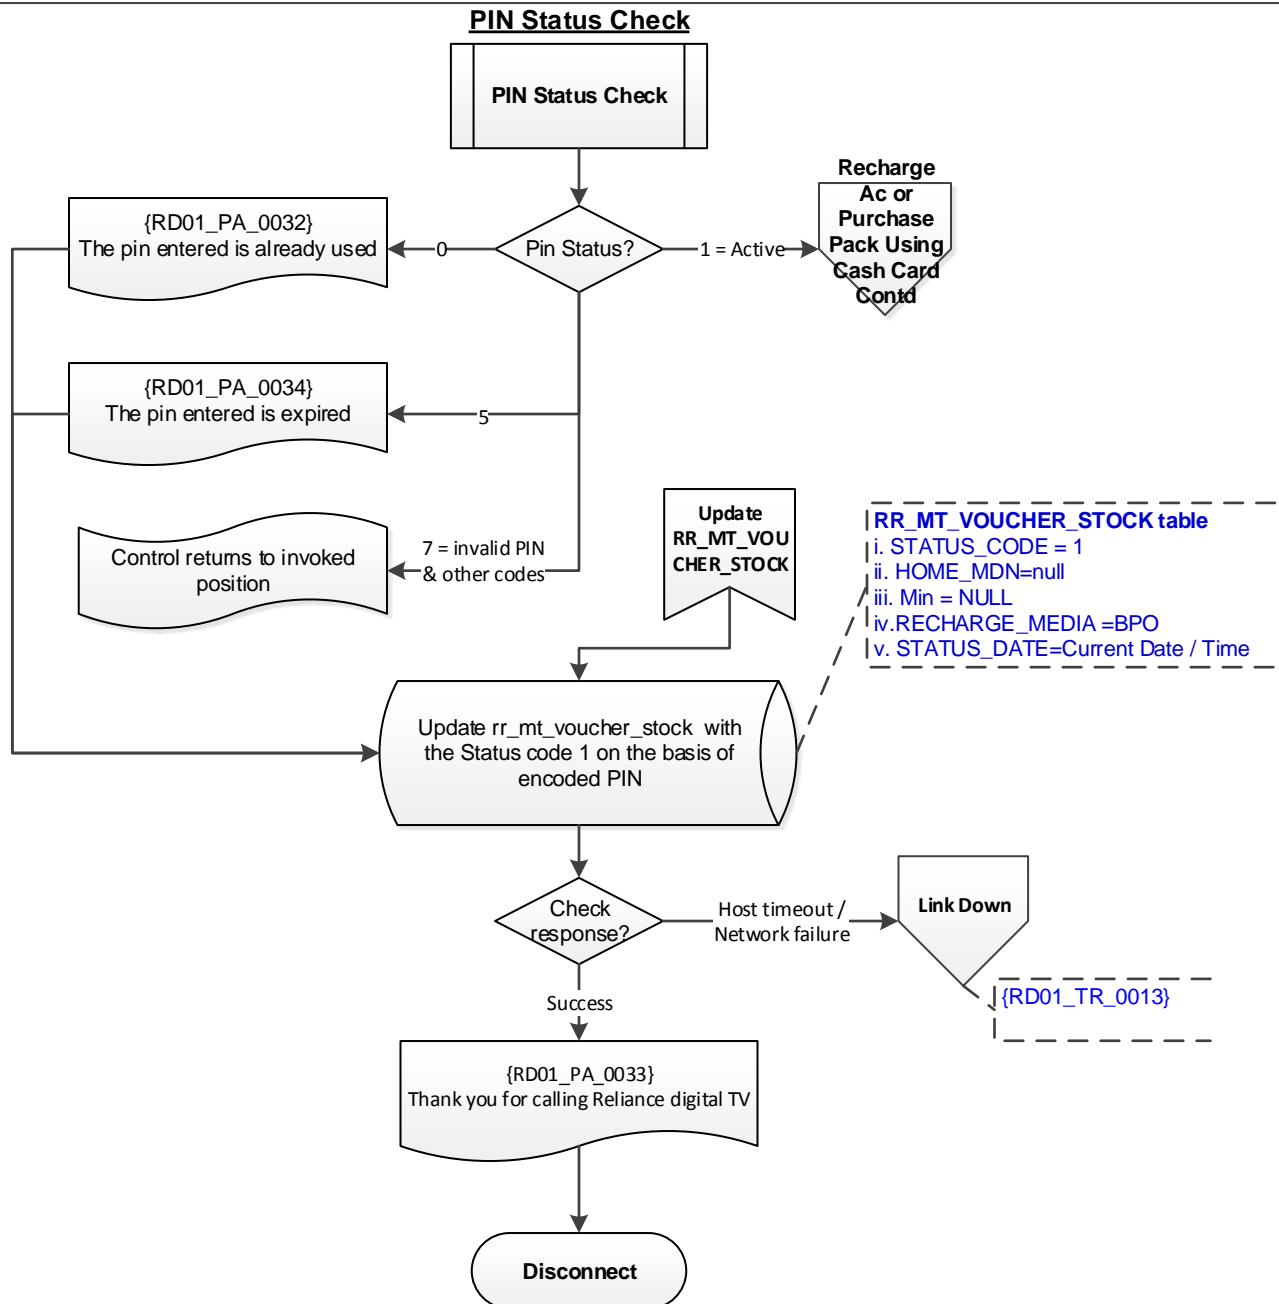 PIN Status Check
PIN Status Check
Recharge
Ac or
Purchase
Pack Using
Cash Card
Contd
{RD01_PA_0032}
The pin entered is already used
0
Pin Status?
1 = Active
{RD01_PA_0034}
The pin entered is expired
5
Control returns to invoked
position
7 = invalid PIN
& other codes
Update
RR_MT_VOU
CHER_STOCK
RR_MT_VOUCHER_STOCK table
i. STATUS_CODE = 1
ii. HOME_MDN=null
iii. Min = NULL
iv.RECHARGE_MEDIA =BPO
v. STATUS_DATE=Current Date / Time
Update rr_mt_voucher_stock with
the Status code 1 on the basis of
encoded PIN
Check
response?
Host timeout /
Network failure
Link Down
{RD01_TR_0013}
Success
{RD01_PA_0033}
Thank you for calling Reliance digital TV
Disconnect